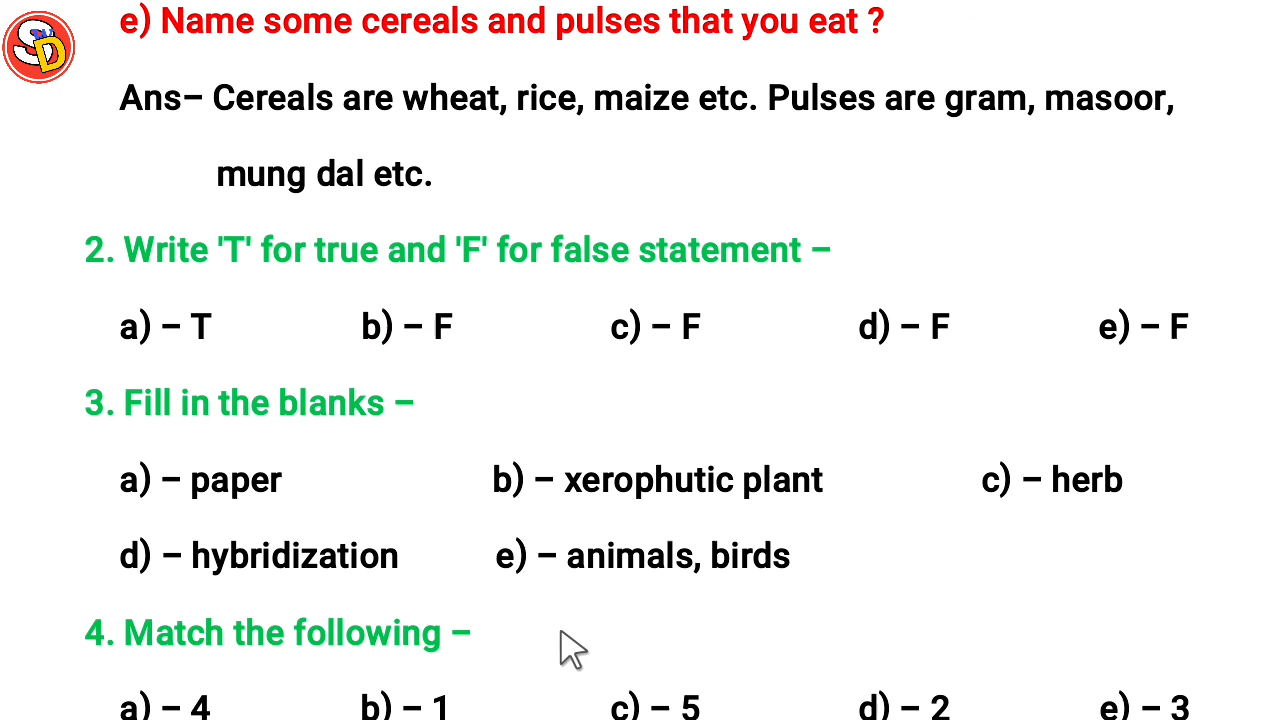 e) Name some cereals and pulses that you eat ?
Ans– Cereals are wheat, rice, maize etc. Pulses are gram, masoor,
mung dal etc.
2. Write 'T' for true and 'F' for false statement –
a) – T b) – F c) – F d) – F e) – F
3. Fill in the blanks –
a) – paper b) – xerophutic plant c) – herb
d) – hybridization e) – animals, birds
4. Match the following –
a) – 4 b) – 1 c) – 5 d) – 2 e) – 3